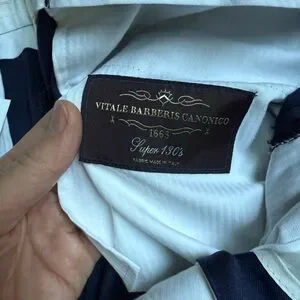 VITALE BARBERIS CANONICO
1663
Super 130's
FABRIC MADE IN ITALY